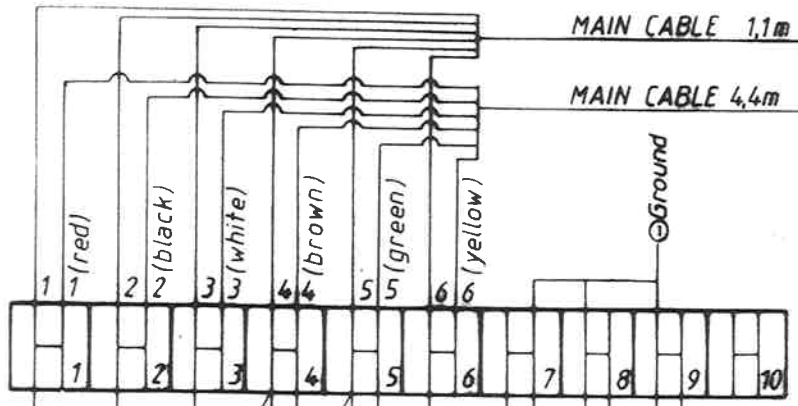 MAIN CABLE 1,1m
MAIN CABLE 4,4m
(red)
(black)
(white)
(brown)
(green)
(yellow)
Ground
1 1 2 2 3 3 4 4 5 5 6 6
1 2 3 4 5 6 7 8 9 10